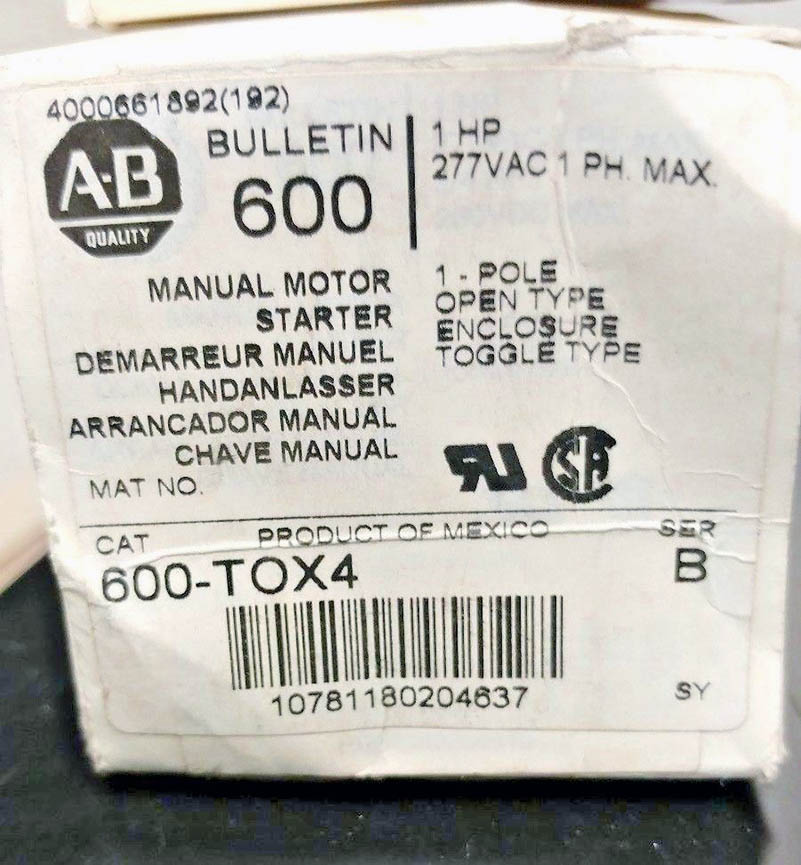 4000661892(192)
A-B
QUALITY
BULLETIN
600
1 HP
277VAC 1 PH. MAX.
MANUAL MOTOR
STARTER
DEMARREUR MANUEL
HANDANLASSER
ARRANCADOR MANUAL
CHAVE MANUAL
MAT NO.
1 - POLE
OPEN TYPE
ENCLOSURE
TOGGLE TYPE
RU
CSA
CAT
PRODUCT OF MEXICO
SER
600-TOX4
B
10781180204637
SY